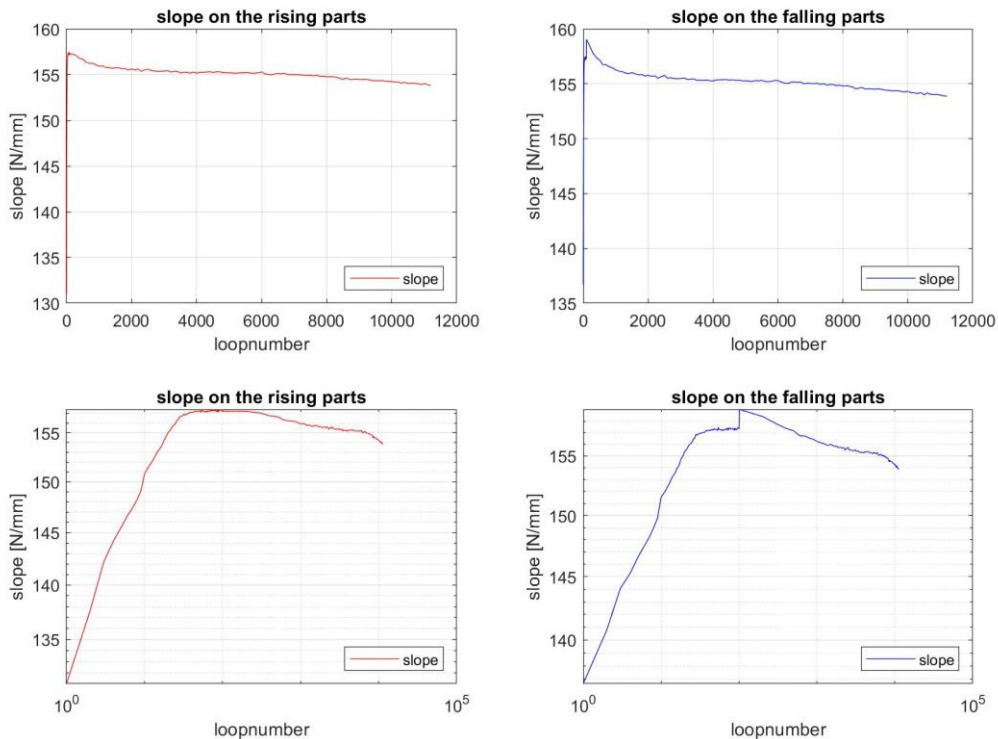 slope on the rising parts
160
155
150
145
140
135
130
slope [N/mm]
0 2000 4000 6000 8000 10000 12000
loopnumber
slope
slope on the falling parts
160
155
150
145
140
135
slope [N/mm]
0 2000 4000 6000 8000 10000 12000
loopnumber
slope
slope on the rising parts
155
150
145
140
135
slope [N/mm]
10^0 10^5
loopnumber
slope
slope on the falling parts
155
150
145
140
slope [N/mm]
10^0 10^5
loopnumber
slope